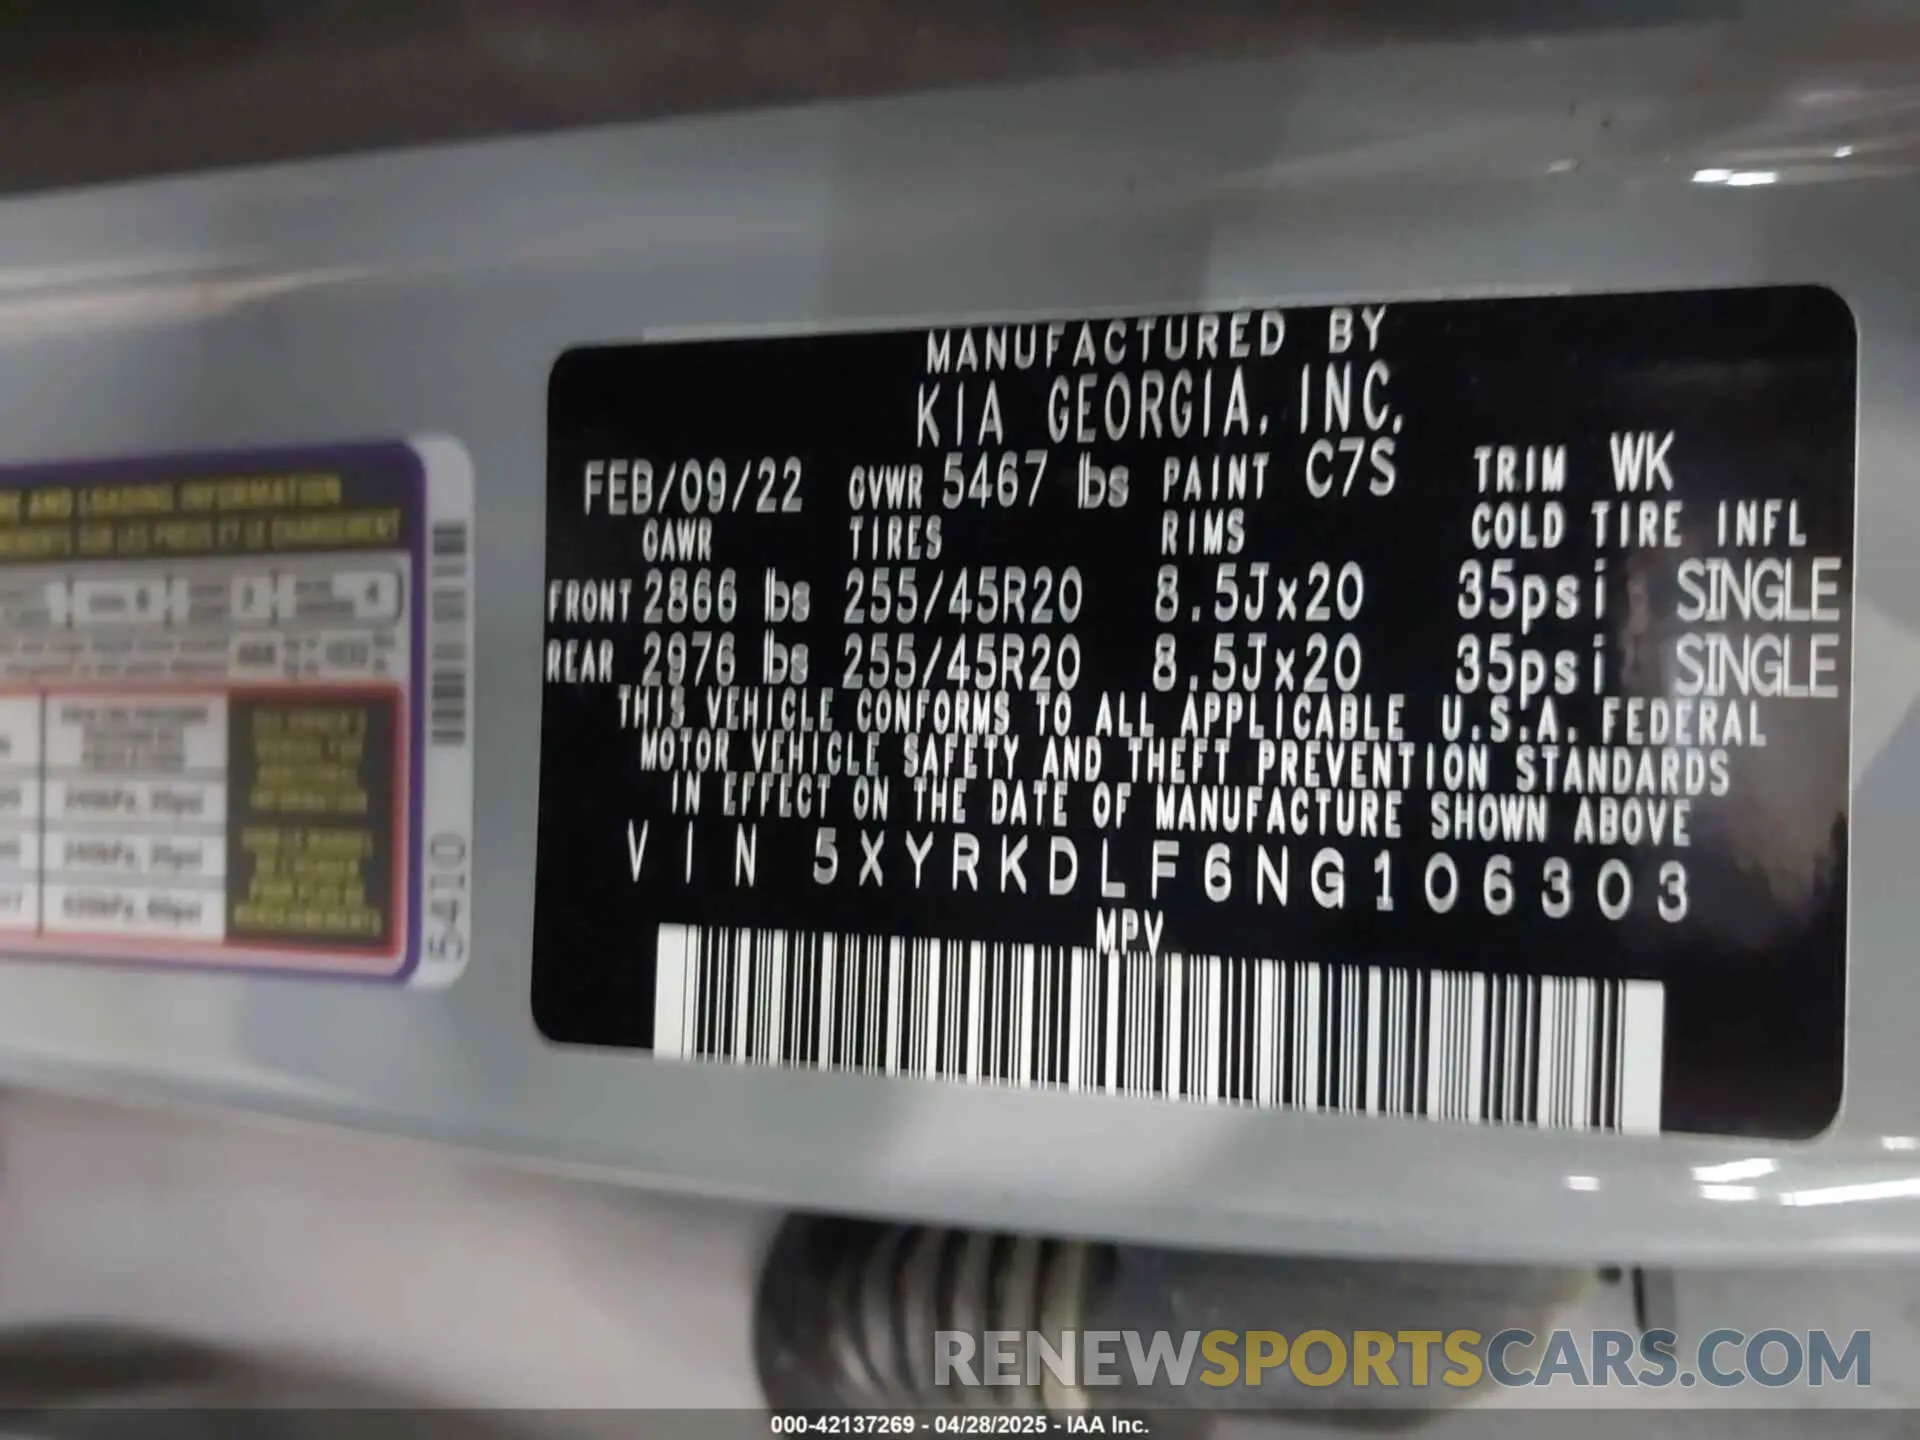 MANUFACTURED BY
KIA GEORGIA, INC.
FEB/09/22 GVWR 5467 lbs PAINT C7S TRIM WK
GAWR TIRES RIMS COLD TIRE INFL
FRONT 2866 lbs 255/45R20 8.5Jx20 35psi SINGLE
REAR 2976 lbs 255/45R20 8.5Jx20 35psi SINGLE
THIS VEHICLE CONFORMS TO ALL APPLICABLE U.S.A. FEDERAL
MOTOR VEHICLE SAFETY AND THEFT PREVENTION STANDARDS
IN EFFECT ON THE DATE OF MANUFACTURE SHOWN ABOVE
VIN 5XYRKDLF6NG106303
MPV
AND LOADING INFORMATION
5410
RENEWSPORTSCARS.COM
000-42137269 - 04/28/2025 - IAA Inc.